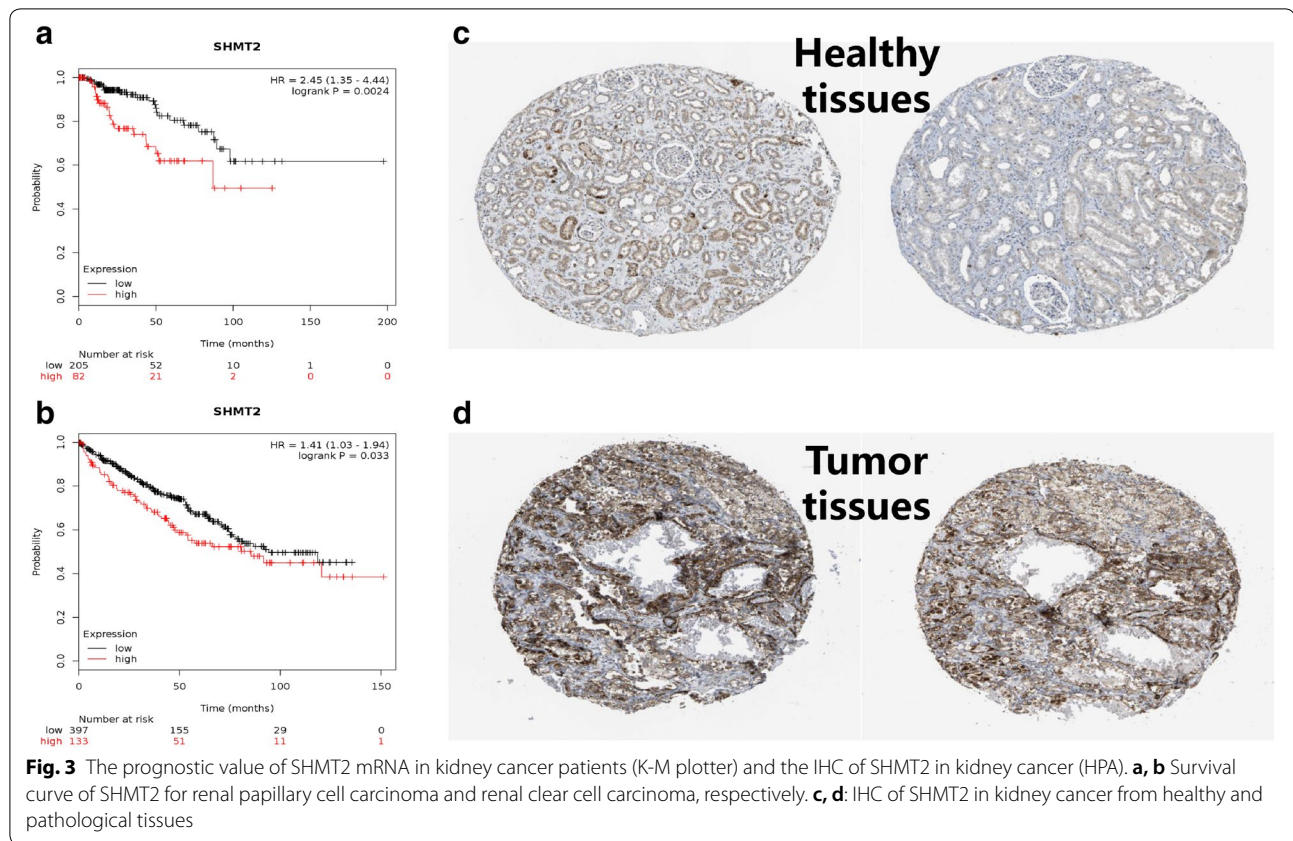 a
SHMT2
HR = 2.45 (1.35 - 4.44)
logrank P = 0.0024
Probability
1.0
0.8
0.6
0.4
0.2
0.0
Expression
low
high
0 50 100 150 200
Time (months)
Number at risk
low 205 52 10 1 0
high 82 21 2 0 0
b
SHMT2
HR = 1.41 (1.03 - 1.94)
logrank P = 0.033
Probability
1.0
0.8
0.6
0.4
0.2
0.0
Expression
low
high
0 50 100 150
Time (months)
Number at risk
low 397 155 29 0
high 133 51 11 1
c
Healthy
tissues
d
Tumor
tissues
Fig. 3 The prognostic value of SHMT2 mRNA in kidney cancer patients (K-M plotter) and the IHC of SHMT2 in kidney cancer (HPA). a, b Survival
curve of SHMT2 for renal papillary cell carcinoma and renal clear cell carcinoma, respectively. c, d: IHC of SHMT2 in kidney cancer from healthy and
pathological tissues